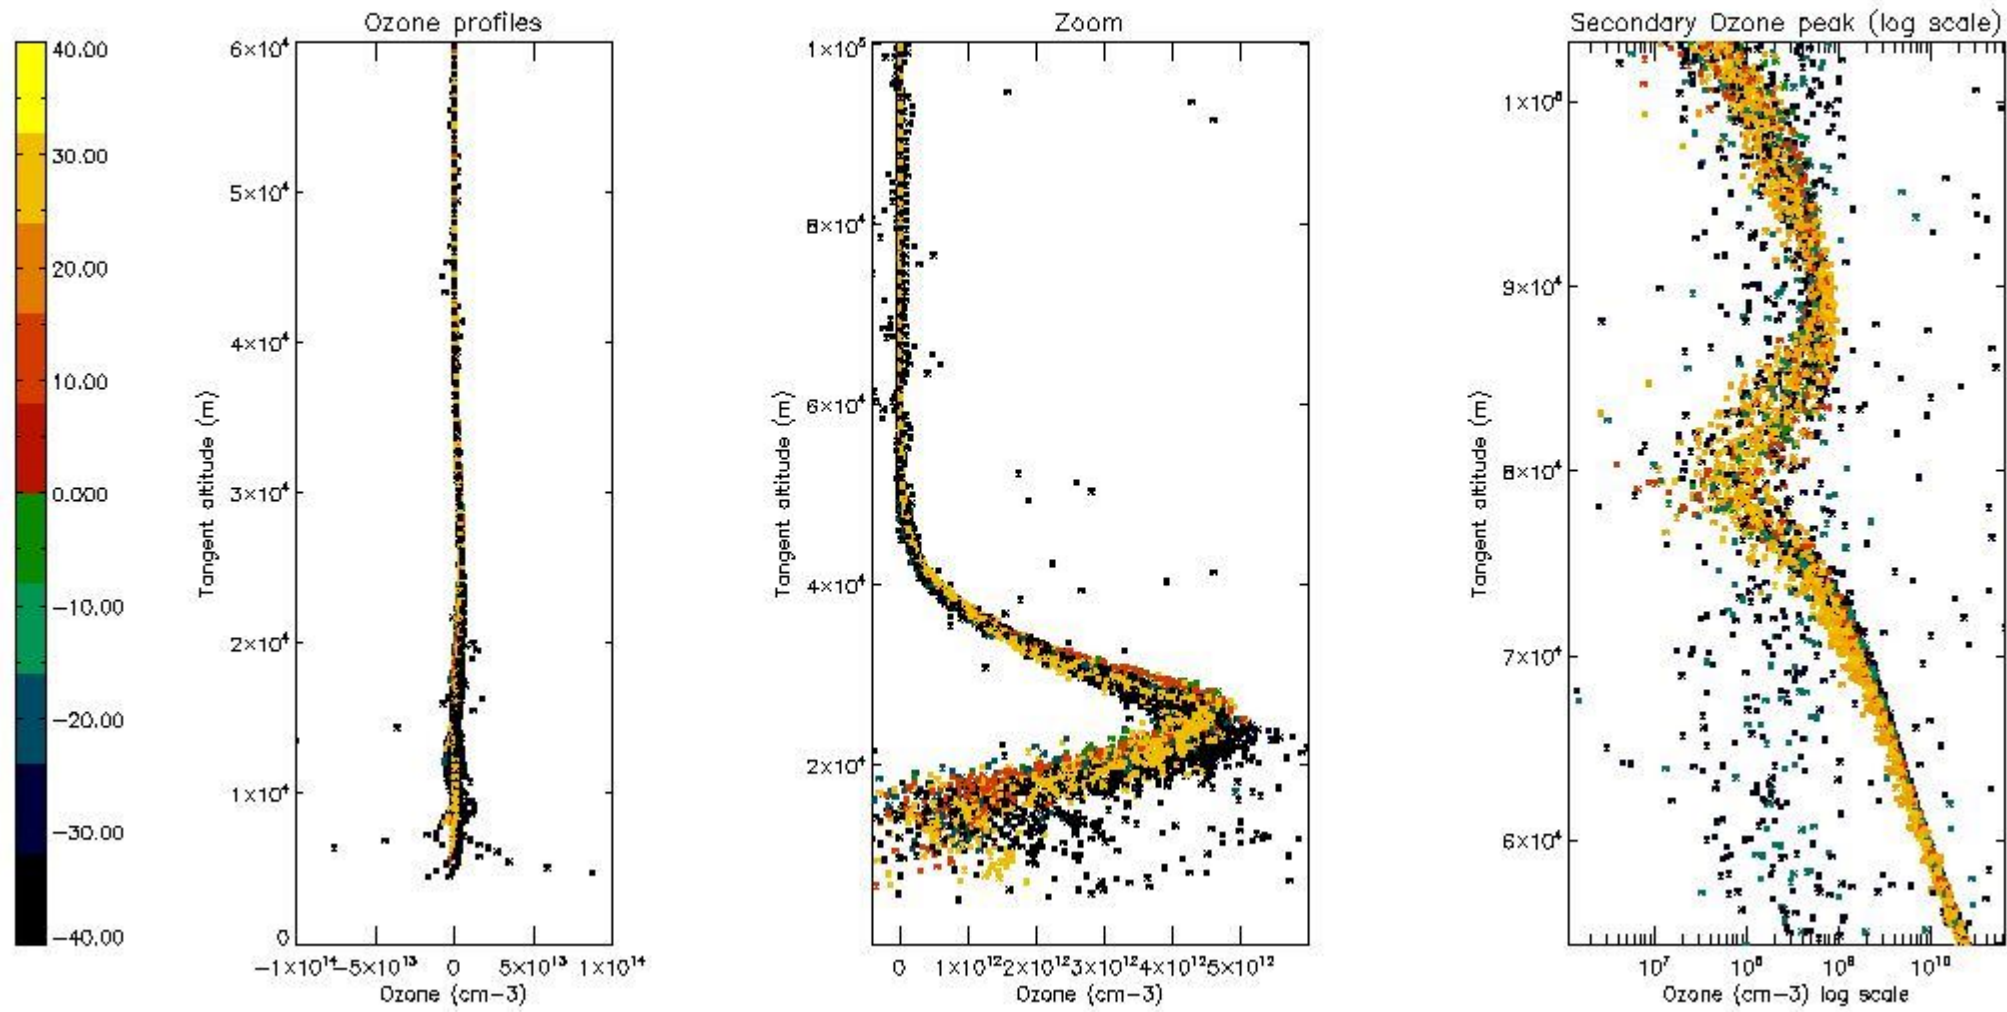 Ozone profiles
Zoom
Secondary Ozone peak (log scale)
40.00
30.00
20.00
10.00
0.000
−10.00
−20.00
−30.00
−40.00
6×10⁴
5×10⁴
4×10⁴
3×10⁴
2×10⁴
1×10⁴
0
Tangent altitude (m)
−1×10¹⁴ −5×10¹³ 0 5×10¹³ 1×10¹⁴
Ozone (cm−3)
1×10⁵
8×10⁴
6×10⁴
4×10⁴
2×10⁴
Tangent altitude (m)
0 1×10¹² 2×10¹² 3×10¹² 4×10¹² 5×10¹²
Ozone (cm−3)
1×10⁵
9×10⁴
8×10⁴
7×10⁴
6×10⁴
Tangent altitude (m)
10⁷ 10⁸ 10⁹ 10¹⁰
Ozone (cm−3) log scale